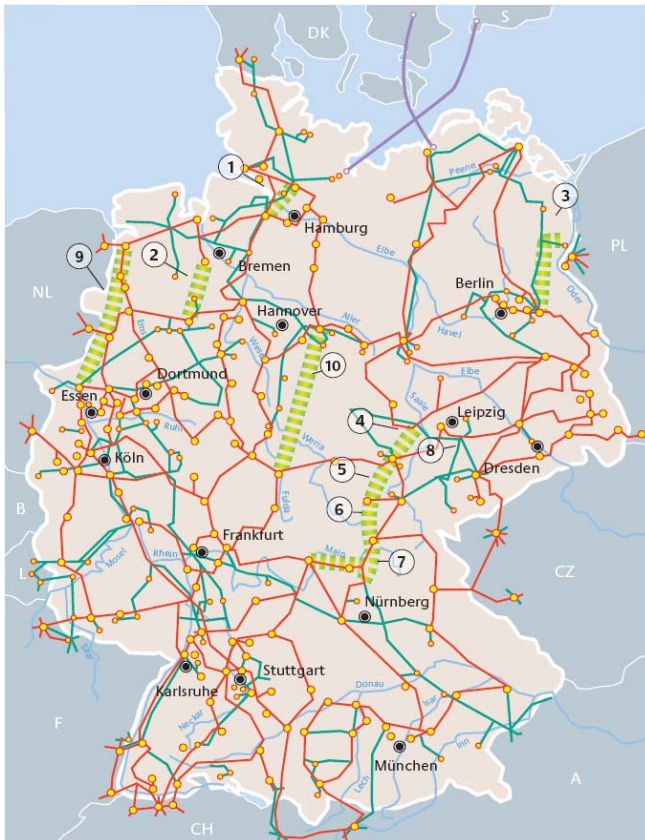 DK
S
1
Peene
3
Hamburg
PL
9
2
Bremen
Elbe
NL
Berlin
Oder
Hannover
Aller
Havel
Ems
Weser
10
Dortmund
Elbe
Essen
Saale
Leipzig
4
Ruhr
8
Werra
Köln
5
Dresden
6
Fulda
B
Frankfurt
Main
7
Mosel
Rhein
L
CZ
Nürnberg
Saar
Stuttgart
Donau
Karlsruhe
Isar
F
Neckar
Inn
München
Lech
A
CH